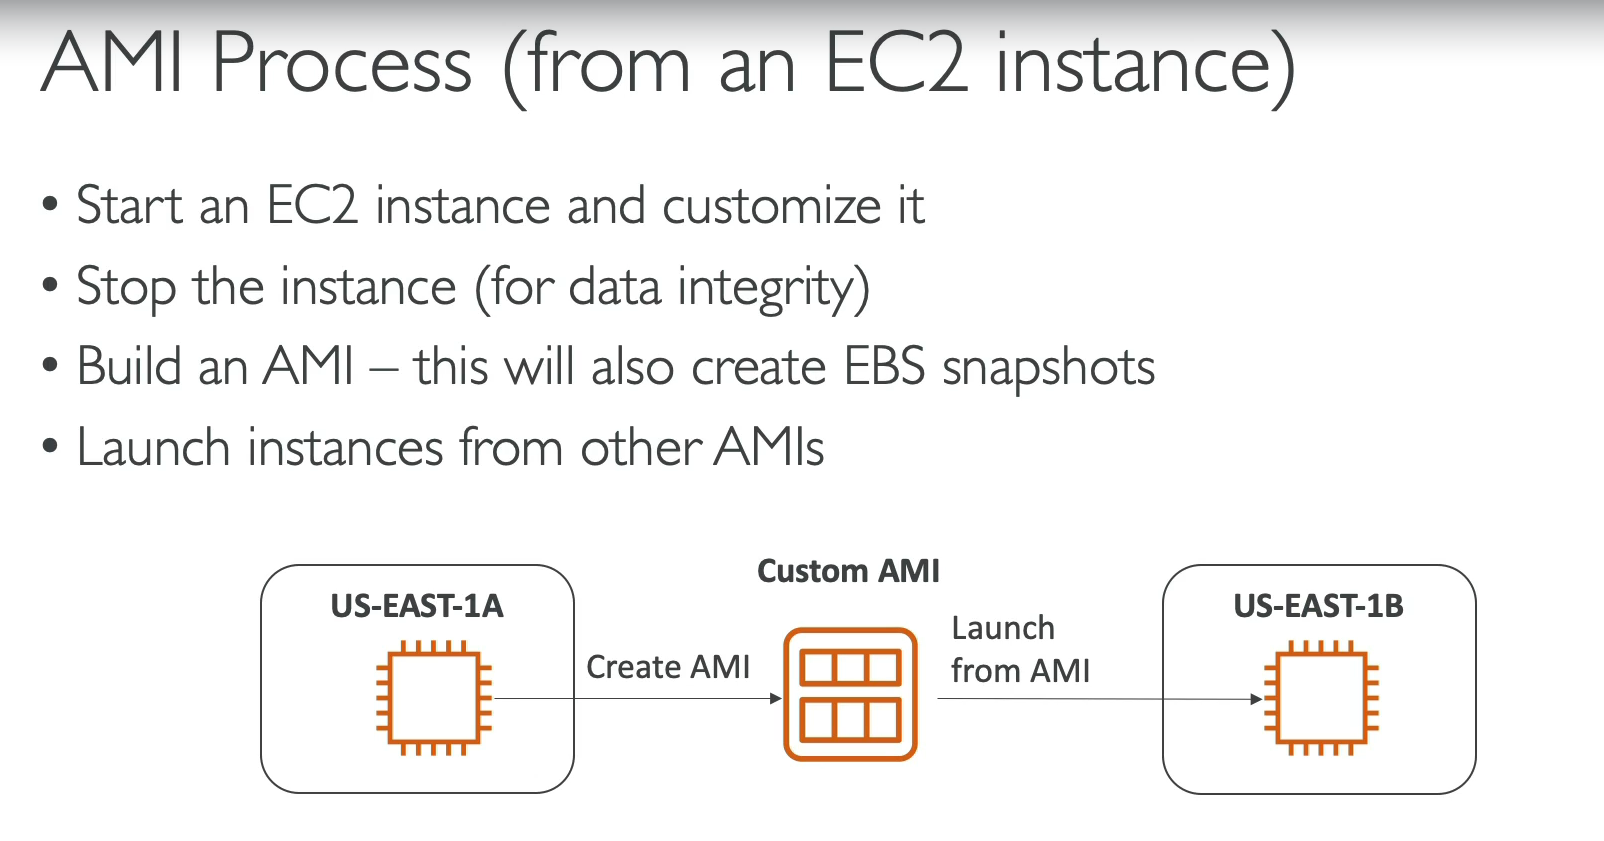 AMI Process (from an EC2 instance)
• Start an EC2 instance and customize it
• Stop the instance (for data integrity)
• Build an AMI – this will also create EBS snapshots
• Launch instances from other AMIs
US-EAST-1A
Create AMI
Custom AMI
Launch
from AMI
US-EAST-1B